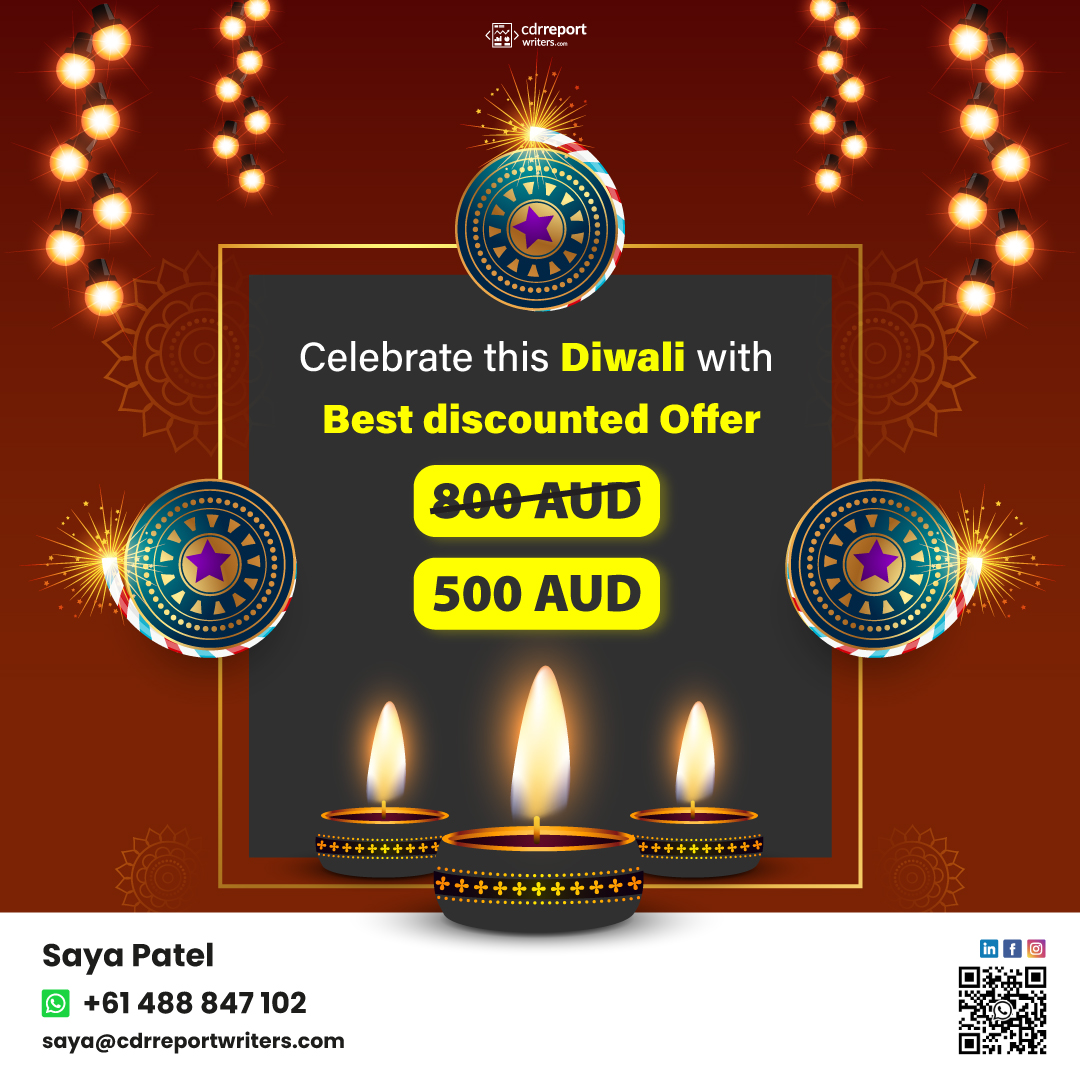 cdrreport
writers.com
Celebrate this Diwali with
Best discounted Offer
800 AUD
500 AUD
Saya Patel
+61 488 847 102
saya@cdrreportwriters.com